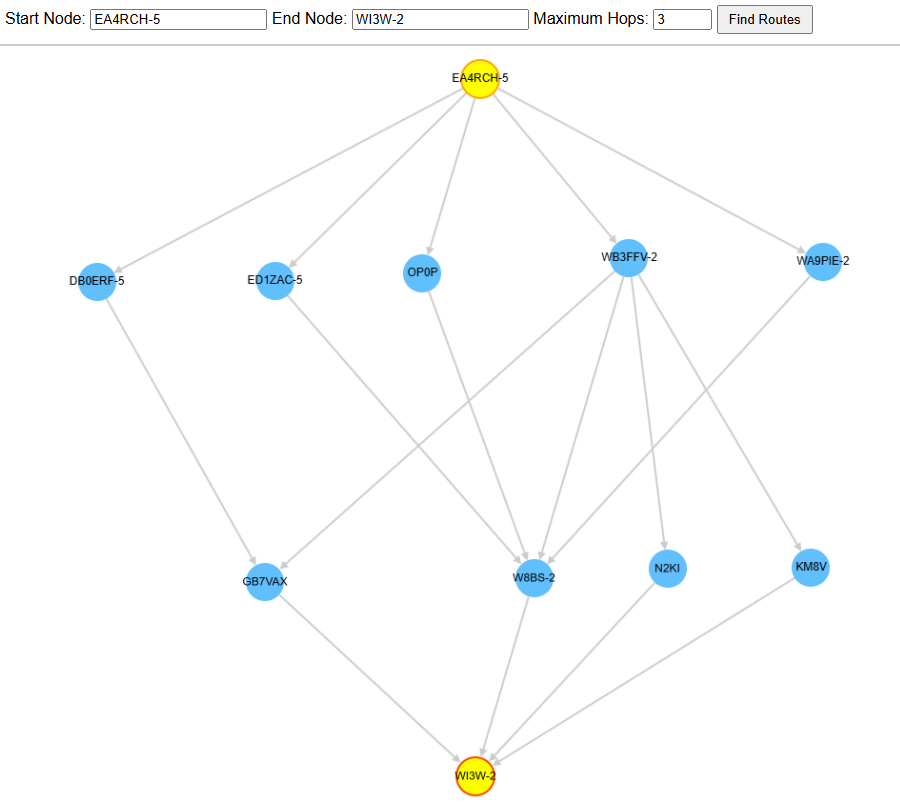 Start Node: EA4RCH-5 End Node: WI3W-2 Maximum Hops: 3 Find Routes
EA4RCH-5
DB0ERF-5 ED1ZAC-5 OP0P WB3FFV-2 WA9PIE-2
GB7VAX W8BS-2 N2KI KM8V
WI3W-2